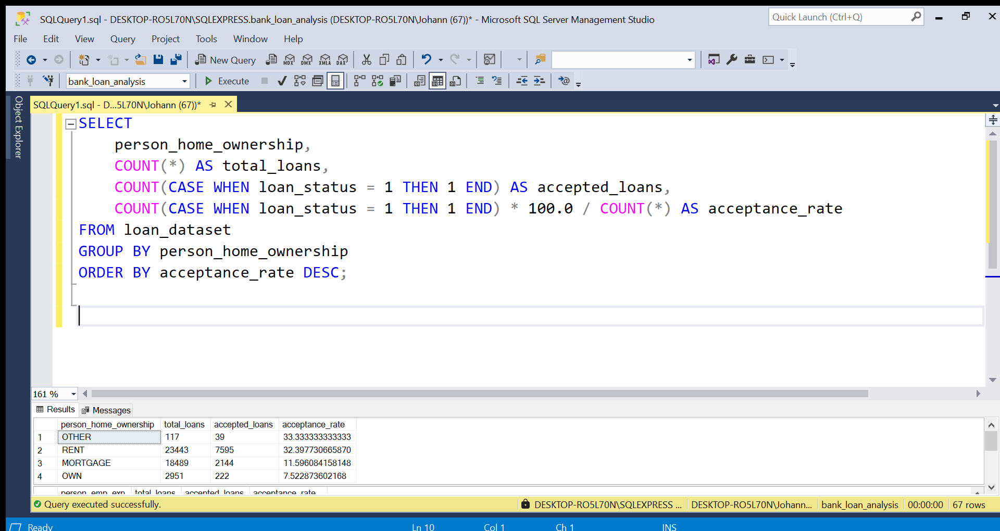 SQLQuery1.sql - DESKTOP-RO5L70N\SQLEXPRESS.bank_loan_analysis (DESKTOP-RO5L70N\Johann (67))* - Microsoft SQL Server Management Studio
Quick Launch (Ctrl+Q)
File Edit View Query Project Tools Window Help
New Query MDX DMX XMLA DAX
bank_loan_analysis Execute
Object Explorer
SQLQuery1.sql - D...5L70N\Johann (67))*
SELECT
person_home_ownership,
COUNT(*) AS total_loans,
COUNT(CASE WHEN loan_status = 1 THEN 1 END) AS accepted_loans,
COUNT(CASE WHEN loan_status = 1 THEN 1 END) * 100.0 / COUNT(*) AS acceptance_rate
FROM loan_dataset
GROUP BY person_home_ownership
ORDER BY acceptance_rate DESC;
161 %
Results Messages
person_home_ownership total_loans accepted_loans acceptance_rate
1 OTHER 117 39 33.333333333333
2 RENT 23443 7595 32.397730665870
3 MORTGAGE 18489 2144 11.596084158148
4 OWN 2951 222 7.522873602168
person_emp_exp total_loans accepted_loans acceptance_rate
Query executed successfully. DESKTOP-RO5L70N\SQLEXPRESS ... DESKTOP-RO5L70N\Johann... bank_loan_analysis 00:00:00 67 rows
Ready Ln 10 Col 1 Ch 1 INS